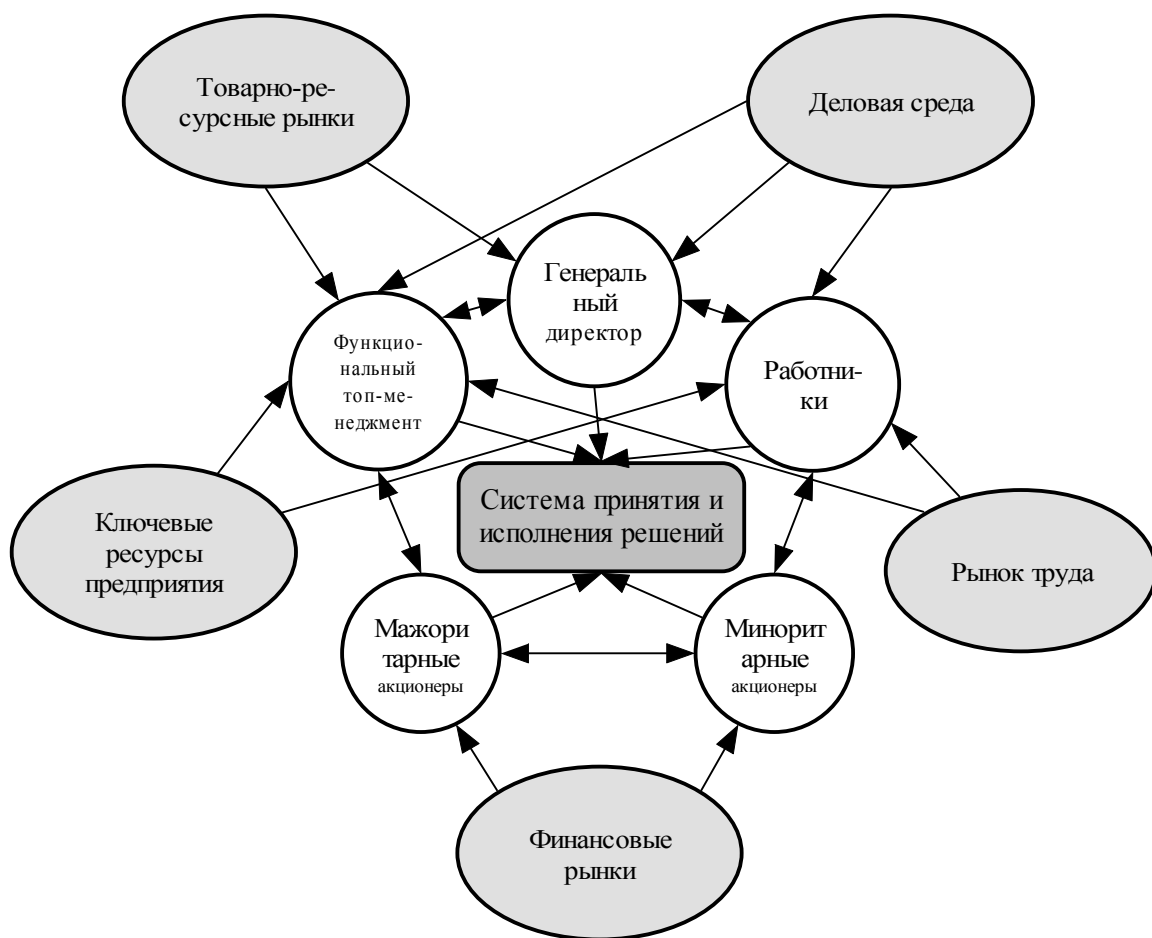 Товарно-ре-
сурсные рынки
Деловая среда
Генераль
ный
директор
Функцио-
нальный
топ-ме-
неджмент
Работни-
ки
Система принятия и
исполнения решений
Ключевые
ресурсы
предприятия
Рынок труда
Мажори
тарные
акционеры
Минорит
арные
акционеры
Финансовые
рынки